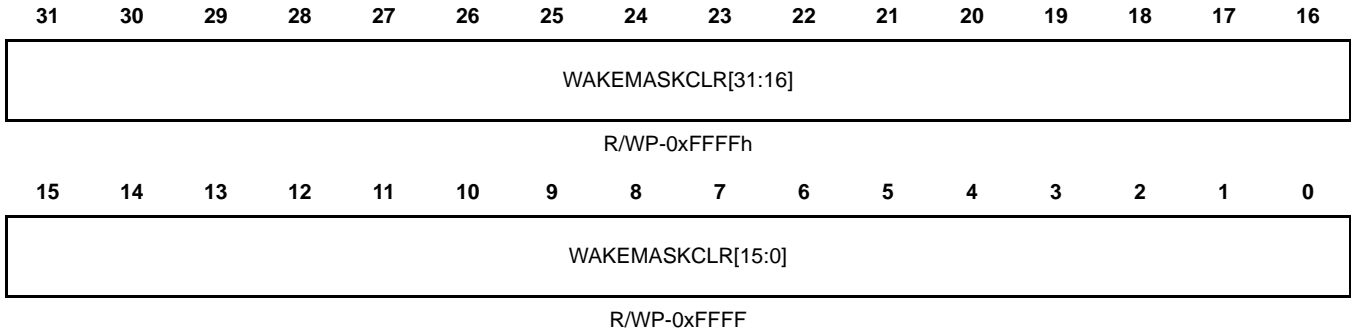 31 30 29 28 27 26 25 24 23 22 21 20 19 18 17 16
WAKEMASKCLR[31:16]
R/WP-0xFFFFh
15 14 13 12 11 10 9 8 7 6 5 4 3 2 1 0
WAKEMASKCLR[15:0]
R/WP-0xFFFF